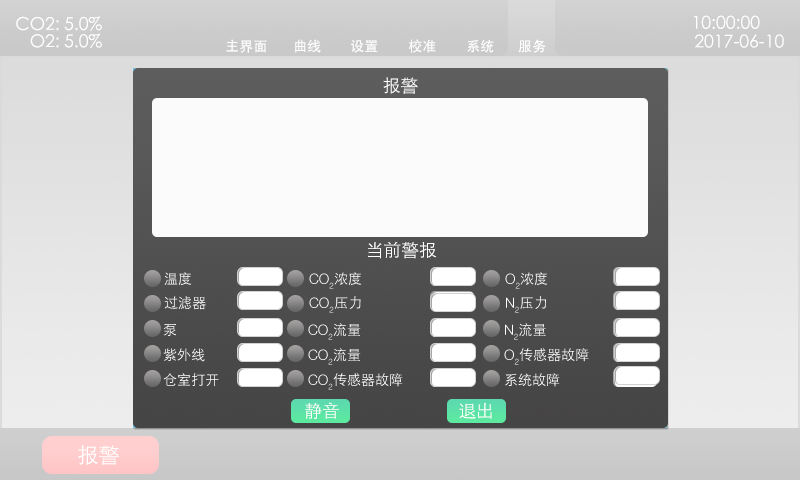 CO2: 5.0%
O2: 5.0%
主界面 曲线 设置 校准 系统 服务
10:00:00
2017-06-10
报警
当前警报
温度 CO₂浓度 O₂浓度
过滤器 CO₂压力 N₂压力
泵 CO₂流量 N₂流量
紫外线 CO₂流量 O₂传感器故障
仓室打开 CO₂传感器故障 系统故障
静音 退出
报警